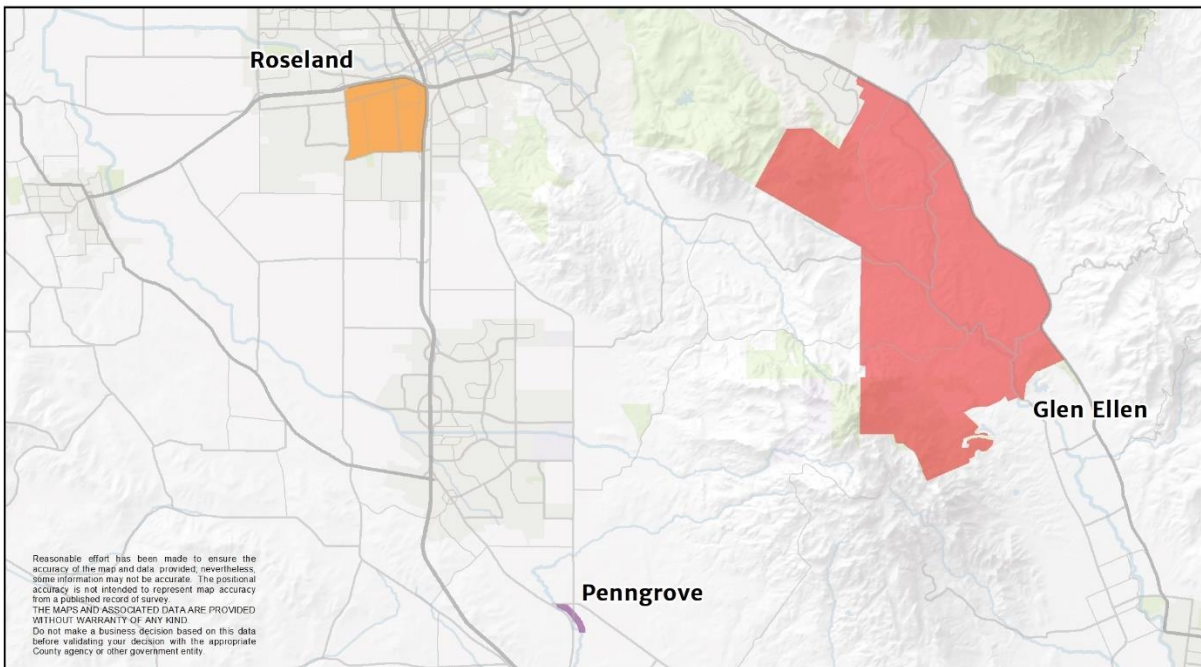 Roseland
Glen Ellen
Penngrove
Reasonable effort has been made to ensure the
accuracy of the map and data provided; nevertheless,
some information may not be accurate. The positional
accuracy is not intended to represent map accuracy
from a published record of survey.
THE MAPS AND ASSOCIATED DATA ARE PROVIDED
WITHOUT WARRANTY OF ANY KIND.
Do not make a business decision based on this data
before validating your decision with the appropriate
County agency or other government entity.